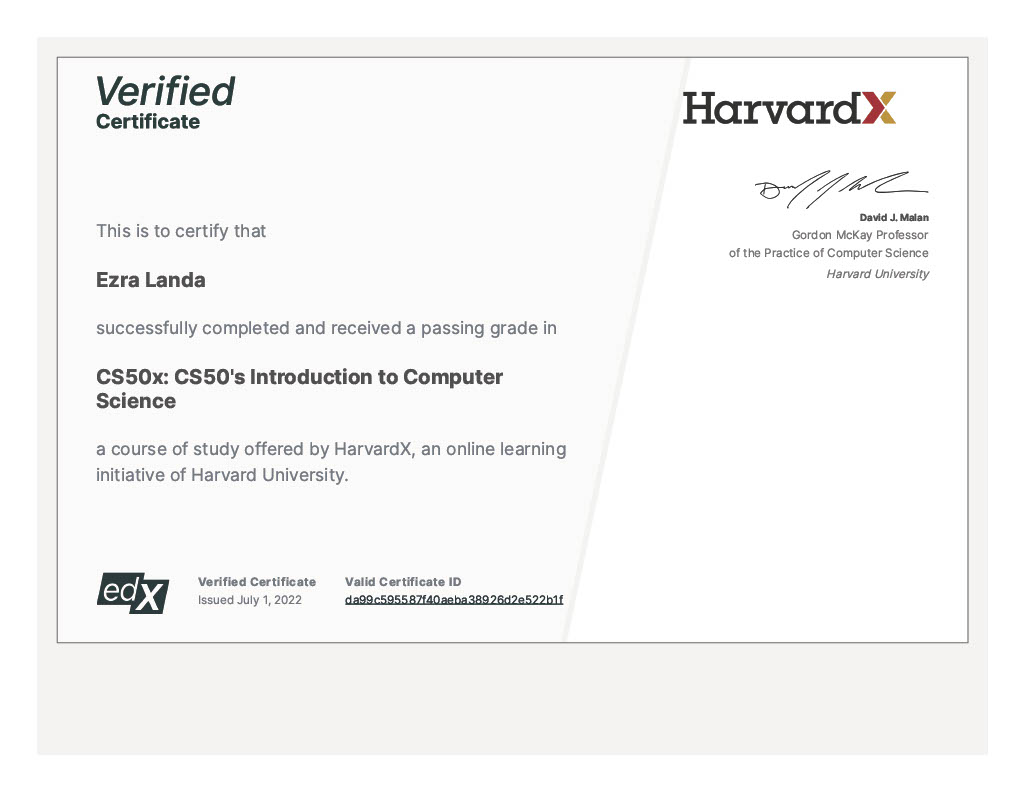 Verified
Certificate
HarvardX
David J. Malan
Gordon McKay Professor
of the Practice of Computer Science
Harvard University
This is to certify that
Ezra Landa
successfully completed and received a passing grade in
CS50x: CS50's Introduction to Computer
Science
a course of study offered by HarvardX, an online learning
initiative of Harvard University.
edX
Verified Certificate
Issued July 1, 2022
Valid Certificate ID
da99c595587f40aeba38926d2e522b1f